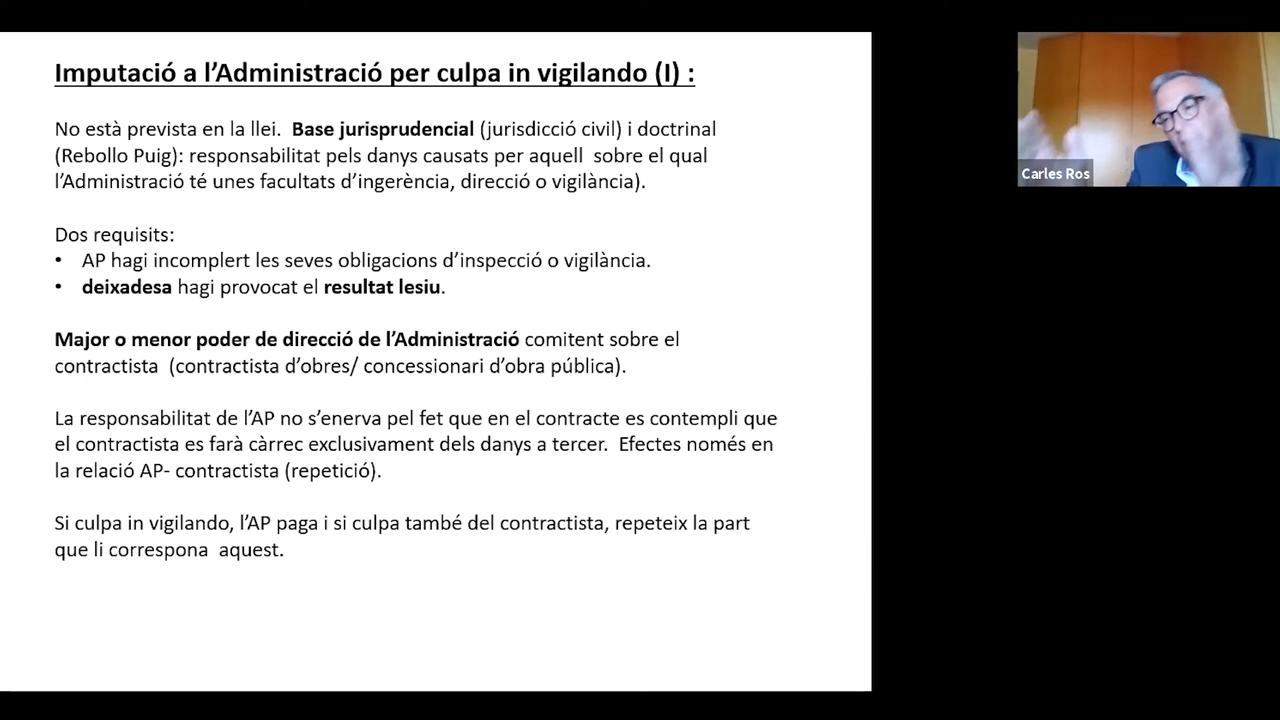 Imputació a l’Administració per culpa in vigilando (I) :
No està prevista en la llei. Base jurisprudencial (jurisdicció civil) i doctrinal
(Rebollo Puig): responsabilitat pels danys causats per aquell sobre el qual
l’Administració té unes facultats d’ingerència, direcció o vigilància).
Dos requisits:
• AP hagi incomplert les seves obligacions d’inspecció o vigilància.
• deixadesa hagi provocat el resultat lesiu.
Major o menor poder de direcció de l’Administració comitent sobre el
contractista (contractista d’obres/ concessionari d’obra pública).
La responsabilitat de l’AP no s’enerva pel fet que en el contracte es contempli que
el contractista es farà càrrec exclusivament dels danys a tercer. Efectes només en
la relació AP- contractista (repetició).
Si culpa in vigilando, l’AP paga i si culpa també del contractista, repeteix la part
que li correspona aquest.
Carles Ros